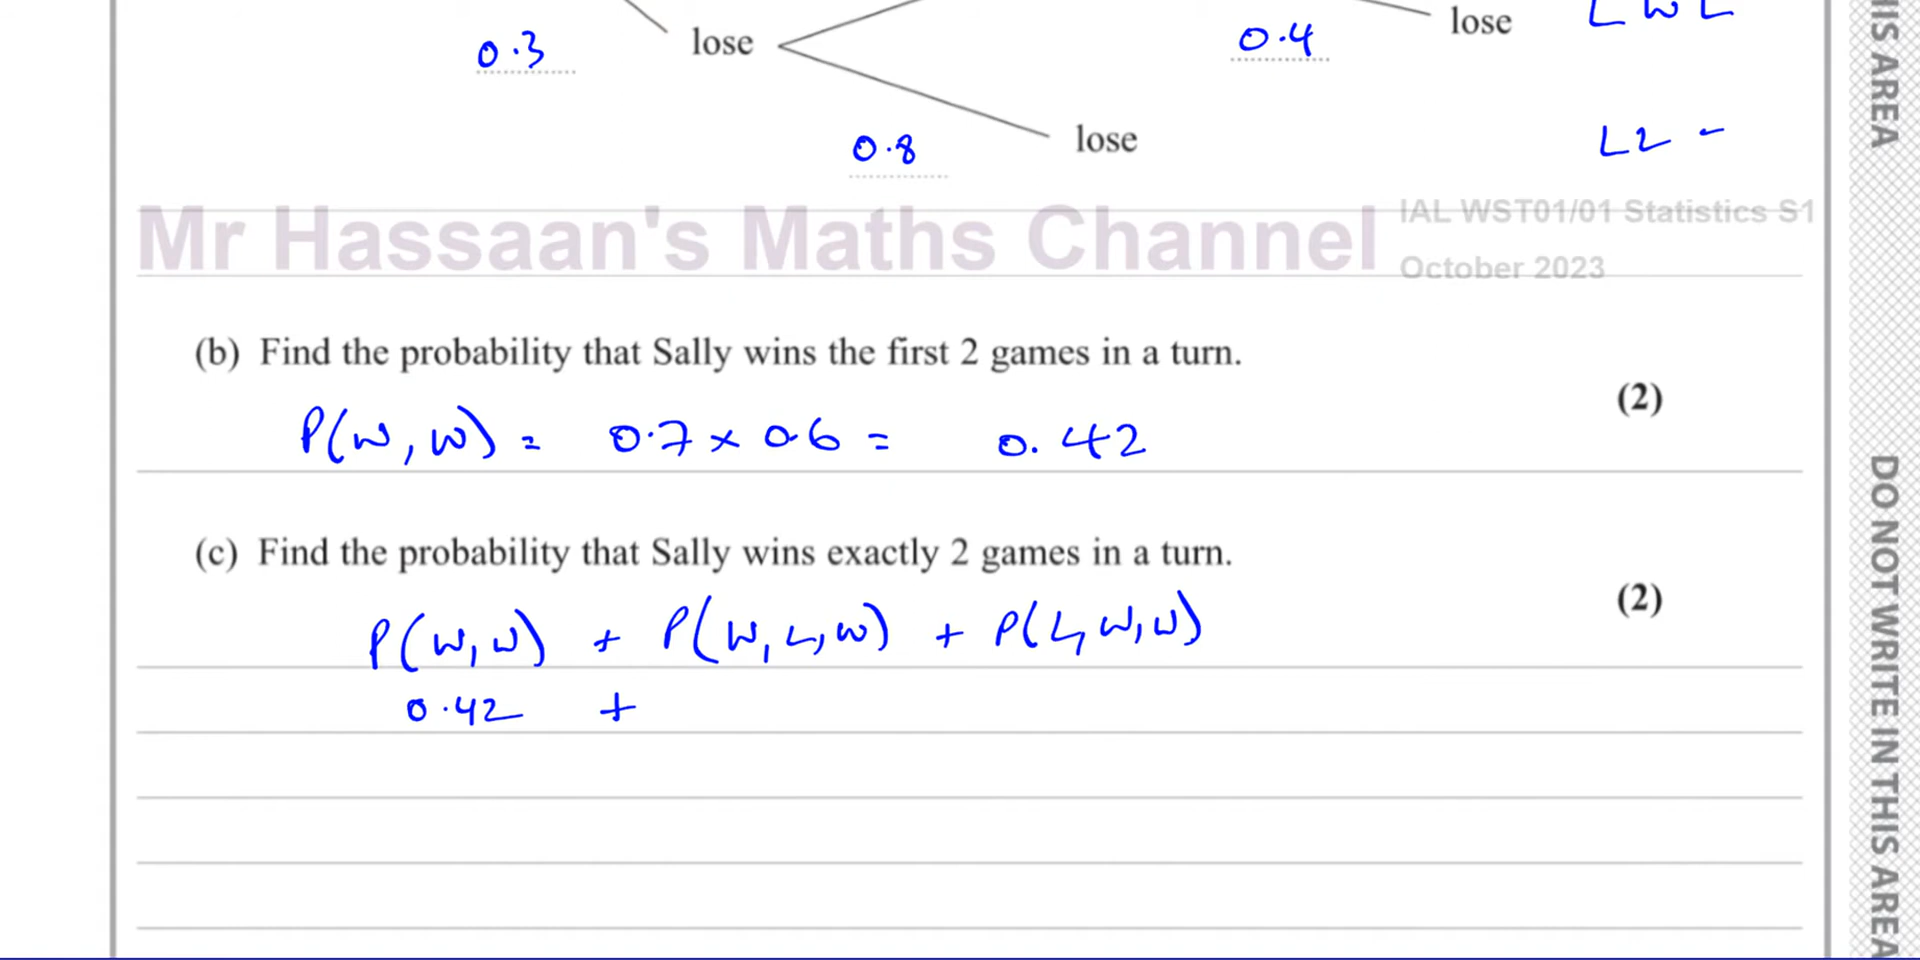 lose
L W L
0.3
lose
0.4
HIS AREA
0.8
lose
LL -
Mr Hassaan's Maths Channel
IAL WST01/01 Statistics S1
October 2023
(b) Find the probability that Sally wins the first 2 games in a turn.
(2)
P(W, W) = 0.7 × 0.6 = 0.42
(c) Find the probability that Sally wins exactly 2 games in a turn.
(2)
P(W,W) + P(W,L,W) + P(L,W,W)
0.42 +
DO NOT WRITE IN THIS AREA